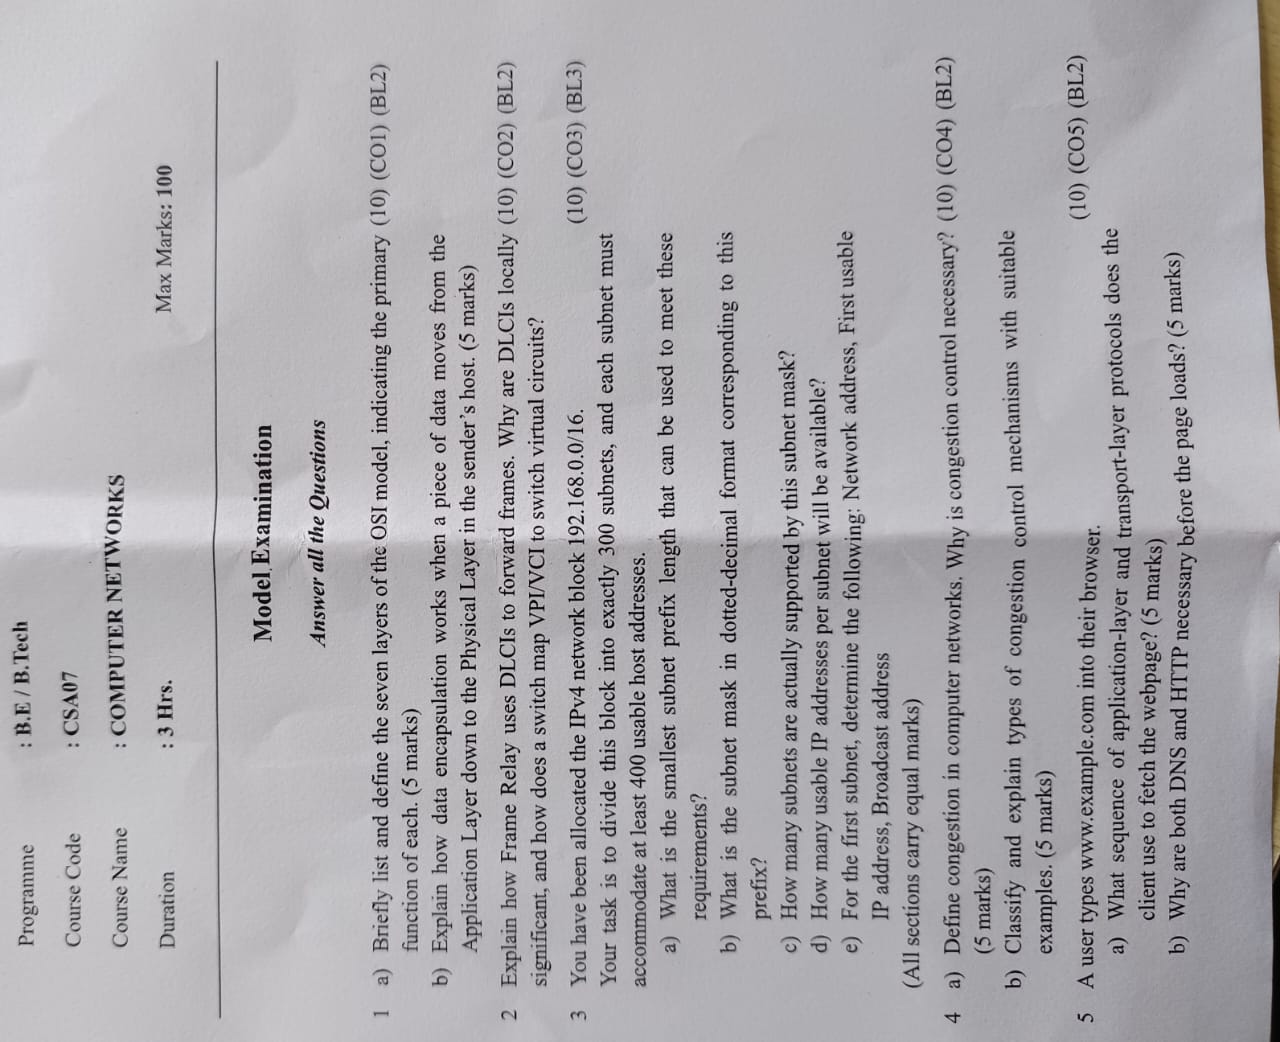 Programme : B.E / B.Tech
Course Code : CSA07
Course Name : COMPUTER NETWORKS
Duration : 3 Hrs. Max Marks: 100
Model Examination
Answer all the Questions
1 a) Briefly list and define the seven layers of the OSI model, indicating the primary (10) (CO1) (BL2)
function of each. (5 marks)
b) Explain how data encapsulation works when a piece of data moves from the
Application Layer down to the Physical Layer in the sender's host. (5 marks)
2 Explain how Frame Relay uses DLCIs to forward frames. Why are DLCIs locally (10) (CO2) (BL2)
significant, and how does a switch map VPI/VCI to switch virtual circuits?
3 You have been allocated the IPv4 network block 192.168.0.0/16. (10) (CO3) (BL3)
Your task is to divide this block into exactly 300 subnets, and each subnet must
accommodate at least 400 usable host addresses.
a) What is the smallest subnet prefix length that can be used to meet these
requirements?
b) What is the subnet mask in dotted-decimal format corresponding to this
prefix?
c) How many subnets are actually supported by this subnet mask?
d) How many usable IP addresses per subnet will be available?
e) For the first subnet, determine the following: Network address, First usable
IP address, Broadcast address
(All sections carry equal marks)
4 a) Define congestion in computer networks. Why is congestion control necessary? (10) (CO4) (BL2)
(5 marks)
b) Classify and explain types of congestion control mechanisms with suitable
examples. (5 marks)
5 A user types www.example.com into their browser. (10) (CO5) (BL2)
a) What sequence of application-layer and transport-layer protocols does the
client use to fetch the webpage? (5 marks)
b) Why are both DNS and HTTP necessary before the page loads? (5 marks)